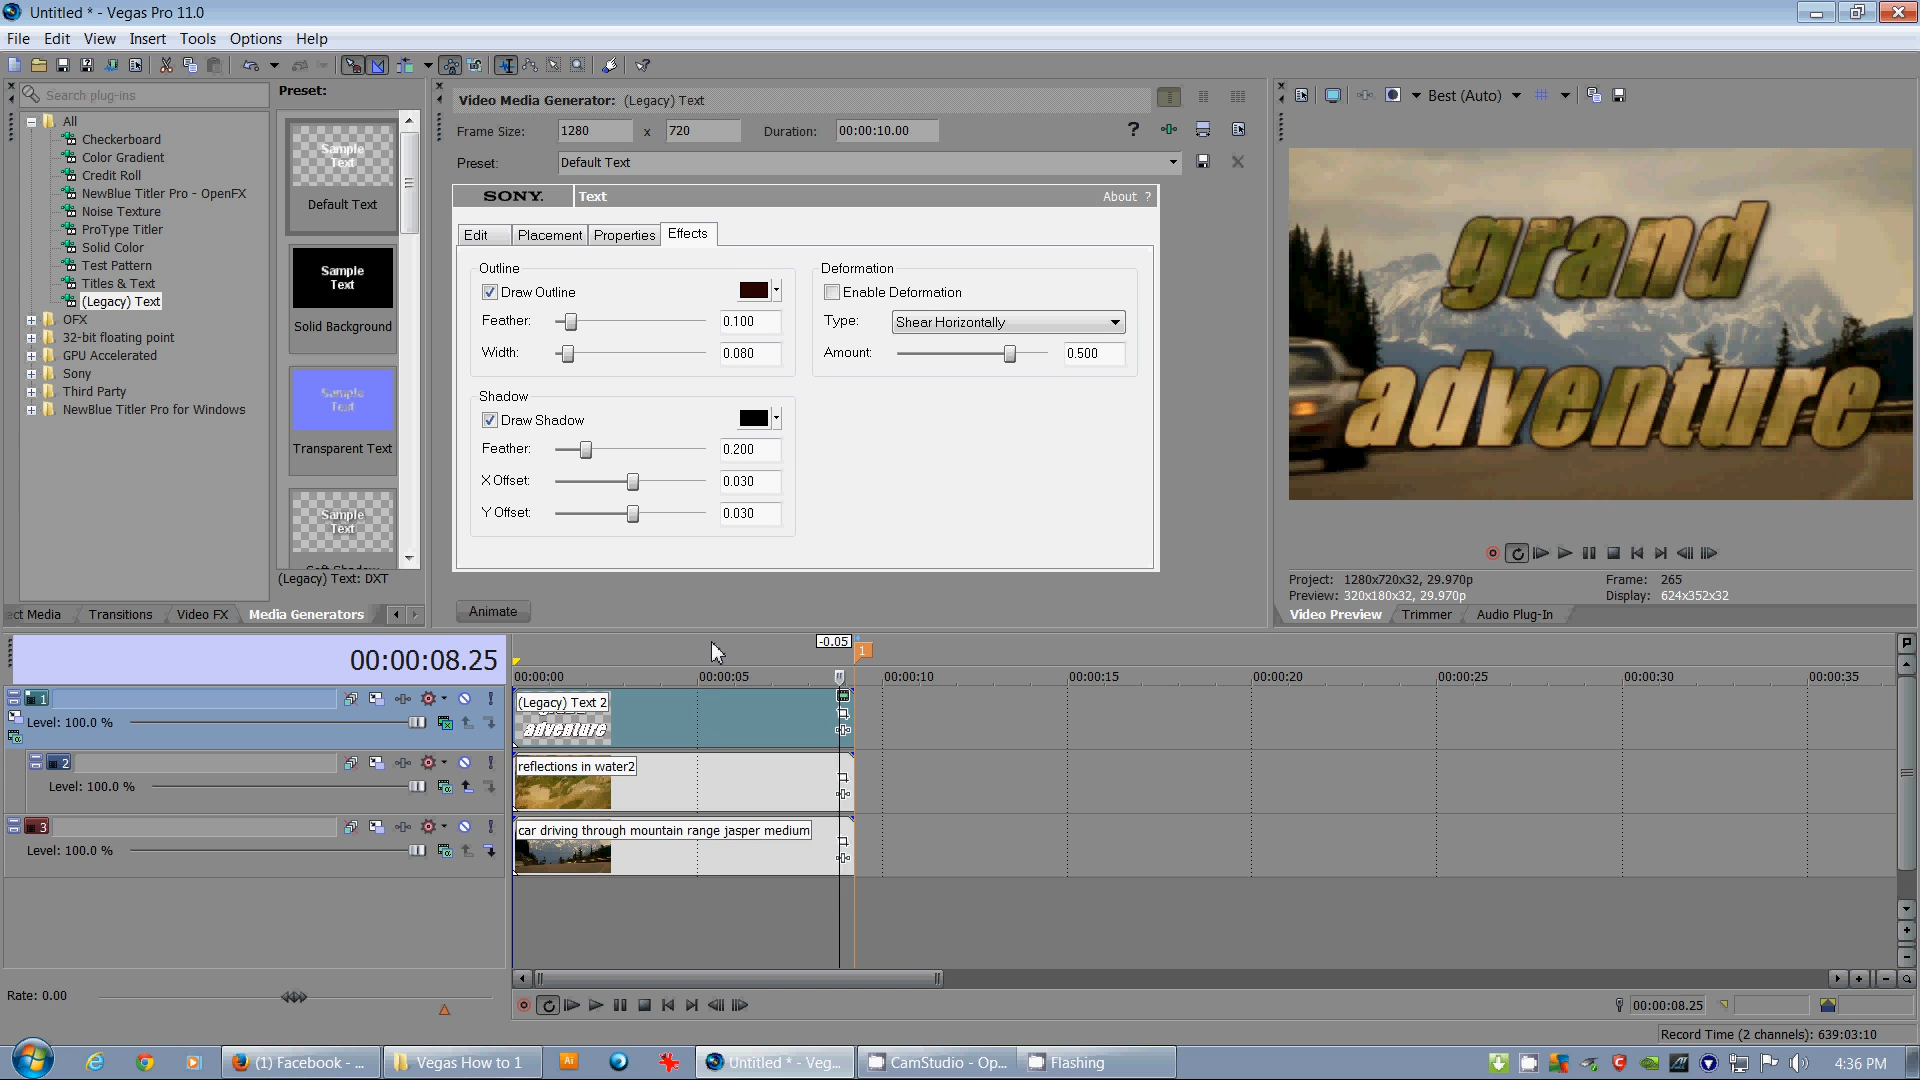 Untitled * - Vegas Pro 11.0
File Edit View Insert Tools Options Help
Search plug-ins
Preset:
All
Checkerboard
Color Gradient
Credit Roll
NewBlue Titler Pro - OpenFX
Noise Texture
ProType Titler
Solid Color
Test Pattern
Titles & Text
(Legacy) Text
OFX
32-bit floating point
GPU Accelerated
Sony
Third Party
NewBlue Titler Pro for Windows
Sample
Text
Default Text
Sample
Text
Solid Background
Sample
Text
Transparent Text
Sample
Text
(Legacy) Text: DXT
ect Media Transitions Video FX Media Generators
Video Media Generator: (Legacy) Text
Frame Size: 1280 x 720 Duration: 00:00:10.00
Preset: Default Text
SONY. Text About ?
Edit Placement Properties Effects
Outline
Draw Outline
Feather: 0.100
Width: 0.080
Shadow
Draw Shadow
Feather: 0.200
X Offset: 0.030
Y Offset: 0.030
Deformation
Enable Deformation
Type: Shear Horizontally
Amount: 0.500
Animate
Best (Auto)
grand
adventure
Project: 1280x720x32, 29.970p Frame: 265
Preview: 320x180x32, 29.970p Display: 624x352x32
Video Preview Trimmer Audio Plug-In
00:00:08.25
-0.05 1
00:00:00 00:00:05 00:00:10 00:00:15 00:00:20 00:00:25 00:00:30 00:00:35
1
Level: 100.0 %
(Legacy) Text 2
adventure
2
Level: 100.0 %
reflections in water2
3
Level: 100.0 %
car driving through mountain range jasper medium
Rate: 0.00
00:00:08.25
Record Time (2 channels): 639:03:10
(1) Facebook - ... Vegas How to 1 Ai Untitled * - Veg... CamStudio - Op... Flashing 4:36 PM